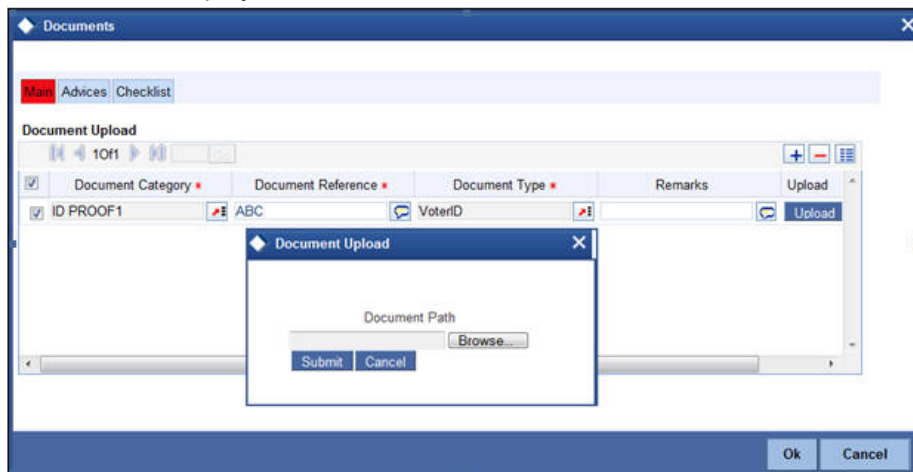 Documents
Main Advices Checklist
Document Upload
1Of1 Go
Document Category * Document Reference * Document Type * Remarks Upload
ID PROOF1 ABC VoterID Upload
Document Upload
Document Path
Browse...
Submit Cancel
Ok Cancel